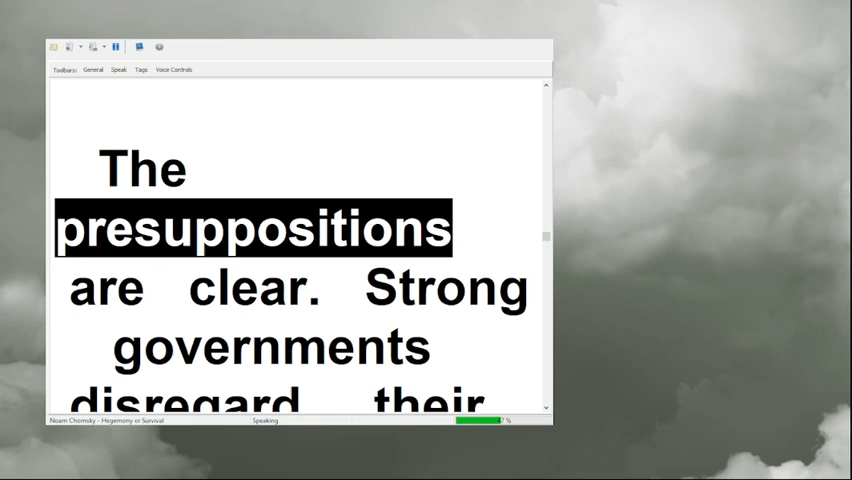 Toolbars: General Speak Tags Voice Controls
The
presuppositions
are clear. Strong
governments
disregard their
Noam Chomsky - Hegemony or Survival Speaking